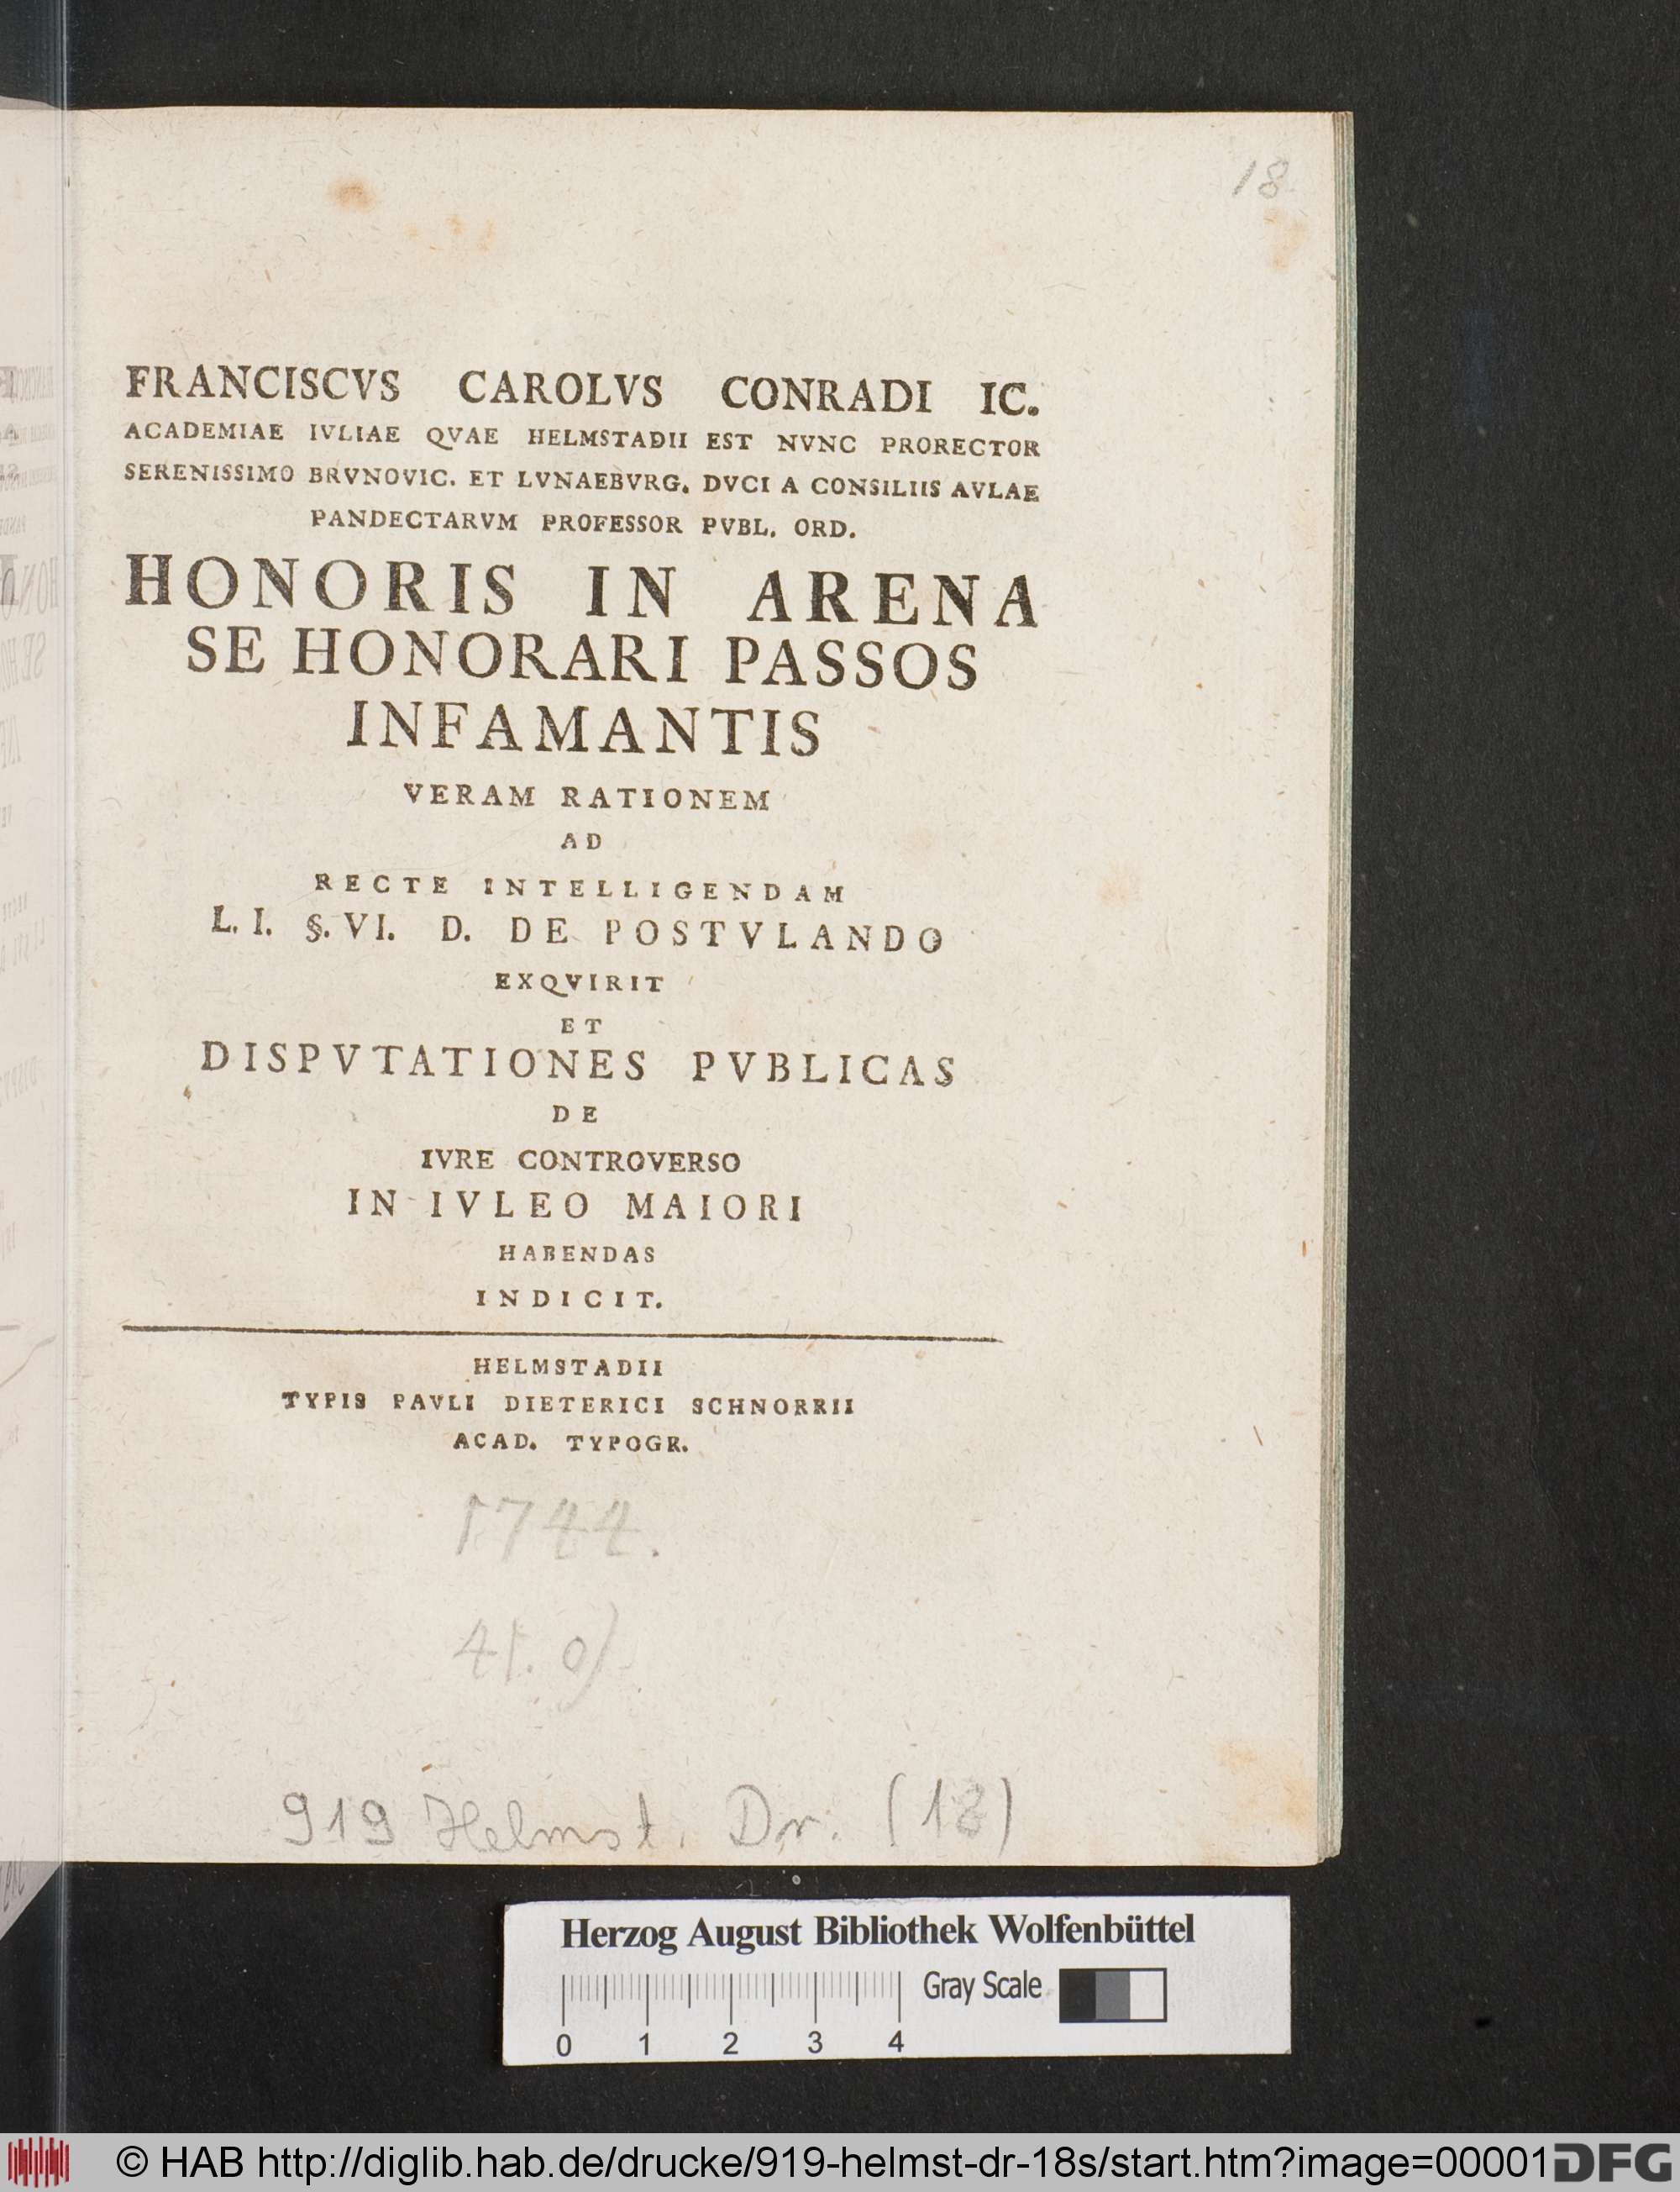 18
FRANCISCVS CAROLVS CONRADI IC.
ACADEMIAE IVLIAE QVAE HELMSTADII EST NVNC PRORECTOR
SERENISSIMO BRVNOVIC. ET LVNAEBVRG. DVCI A CONSILIIS AVLAE
PANDECTARVM PROFESSOR PVBL. ORD.
HONORIS IN ARENA
SE HONORARI PASSOS
INFAMANTIS
VERAM RATIONEM
AD
RECTE INTELLIGENDAM
L. I. §. VI. D. DE POSTVLANDO
EXQVIRIT
ET
DISPVTATIONES PVBLICAS
DE
IVRE CONTROVERSO
IN IVLEO MAIORI
HABENDAS
INDICIT.
HELMSTADII
TYPIS PAVLI DIETERICI SCHNORRII
ACAD. TYPOGR.
1744.
41. o)
919 Helmst. Dr. (18)
Herzog August Bibliothek Wolfenbüttel
Gray Scale
0 1 2 3 4
© HAB http://diglib.hab.de/drucke/919-helmst-dr-18s/start.htm?image=00001
DFG